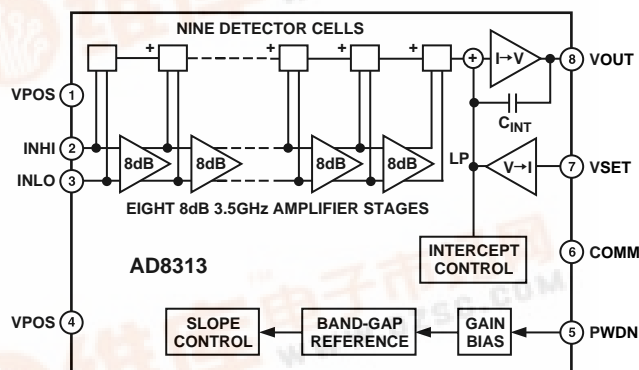 NINE DETECTOR CELLS
+ + + + +
I→V
8 VOUT
VPOS 1
CINT
INHI 2
8dB 8dB 8dB 8dB
LP
V→I
7 VSET
INLO 3
EIGHT 8dB 3.5GHz AMPLIFIER STAGES
INTERCEPT
CONTROL
6 COMM
AD8313
VPOS 4
SLOPE
CONTROL
BAND-GAP
REFERENCE
GAIN
BIAS
5 PWDN